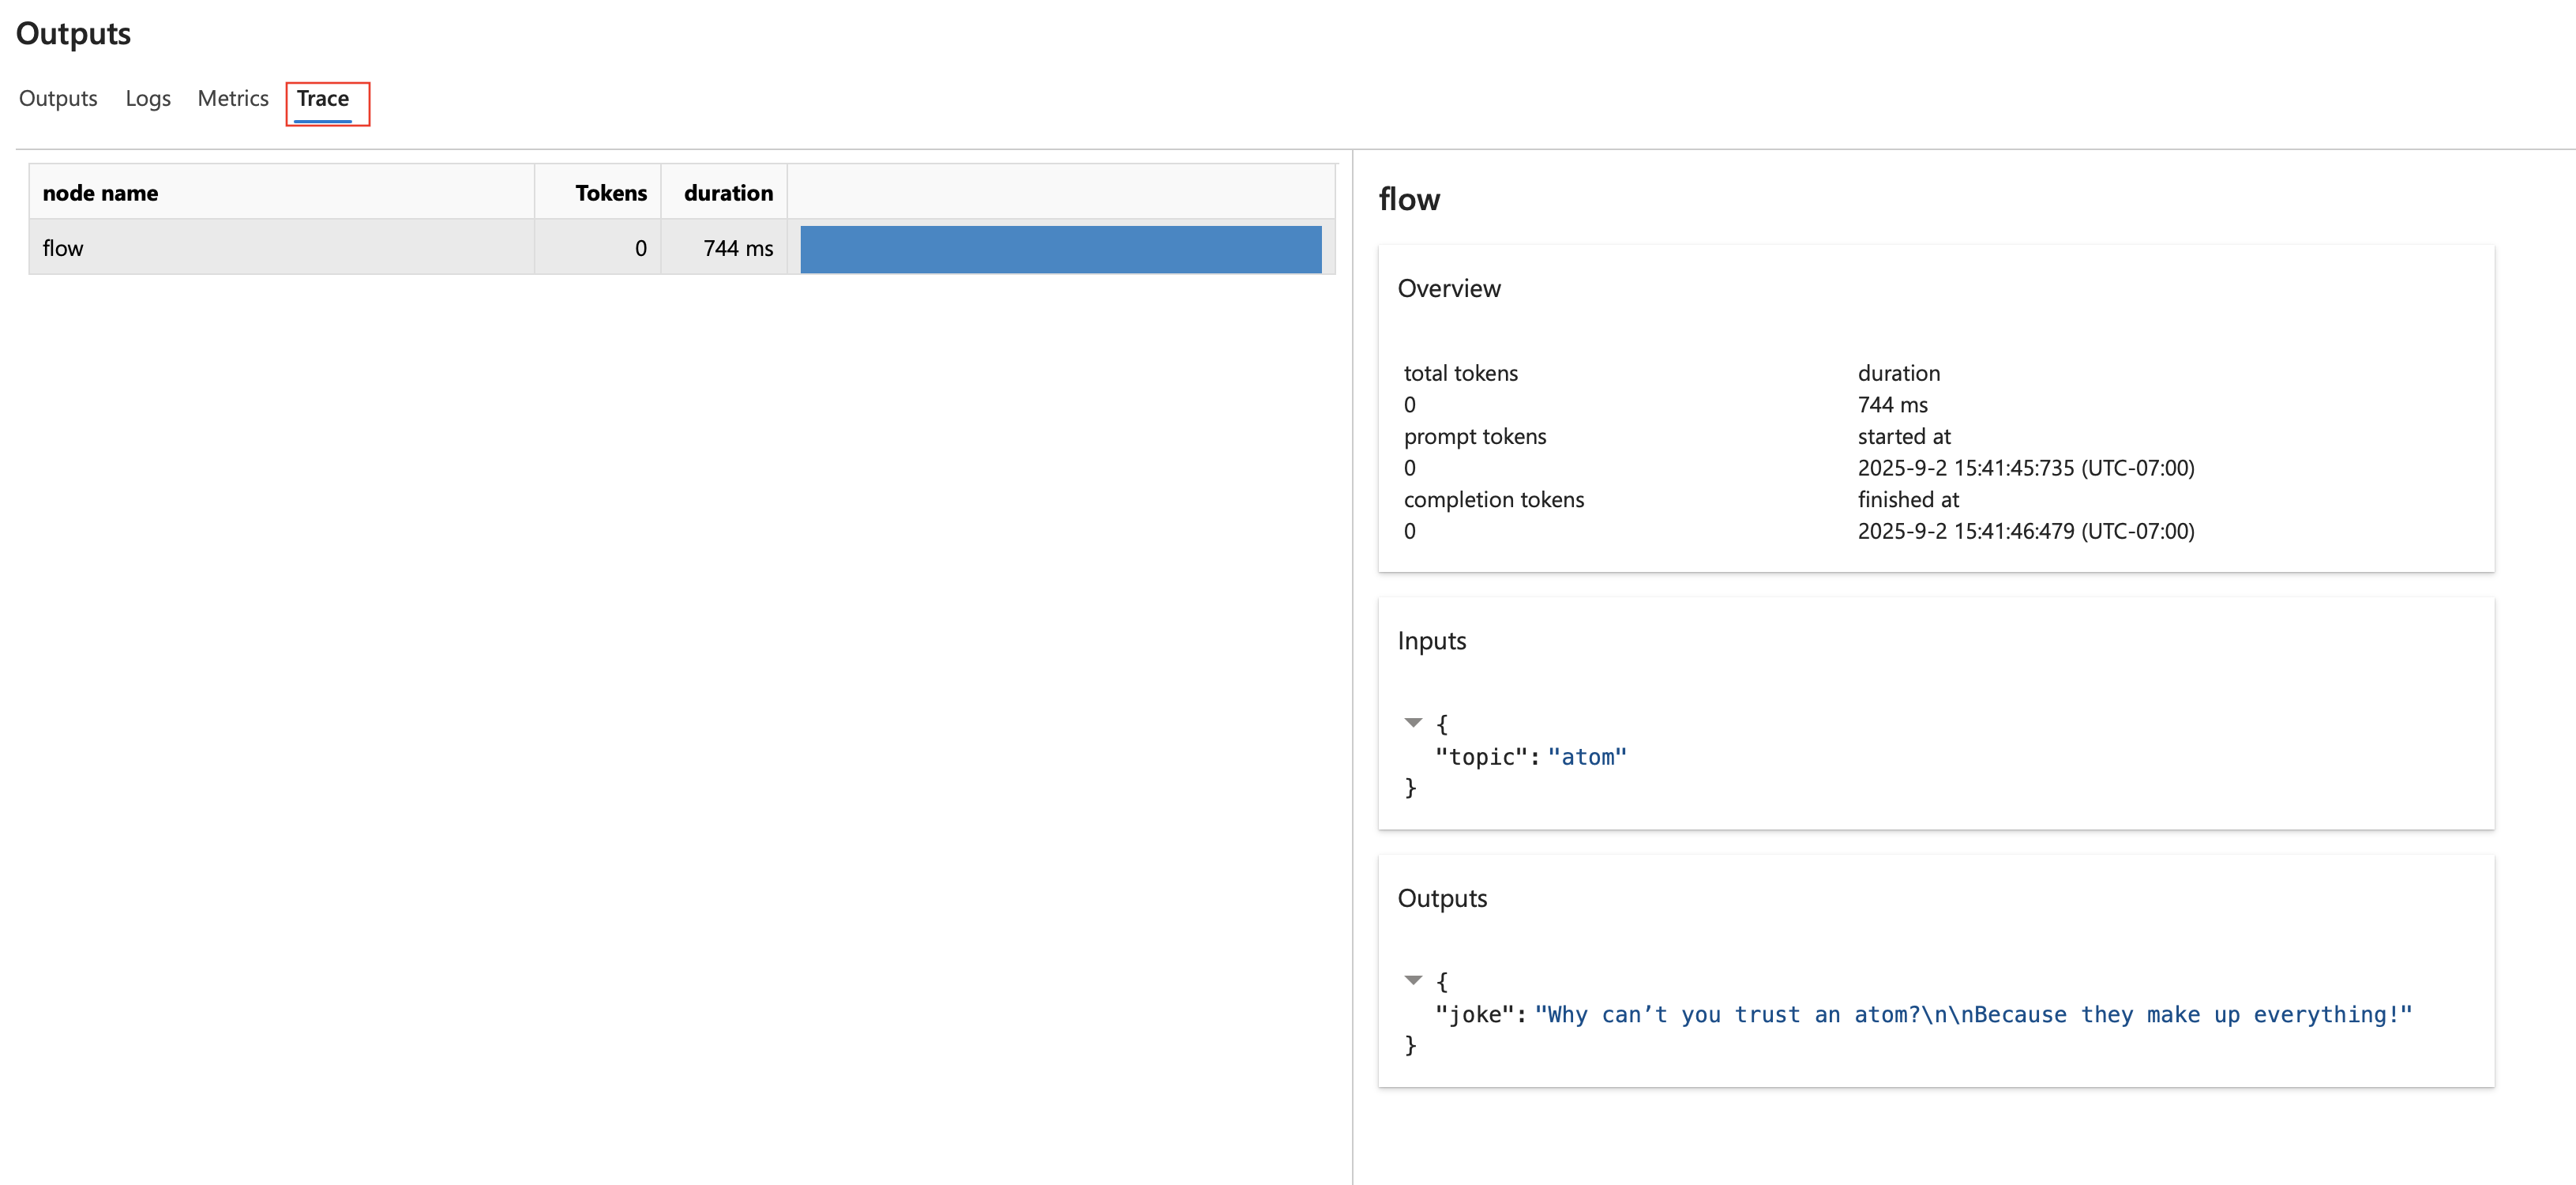 Outputs
Outputs Logs Metrics Trace
node name Tokens duration
flow 0 744 ms
flow
Overview
total tokens duration
0 744 ms
prompt tokens started at
0 2025-9-2 15:41:45:735 (UTC-07:00)
completion tokens finished at
0 2025-9-2 15:41:46:479 (UTC-07:00)
Inputs
{
"topic": "atom"
}
Outputs
{
"joke": "Why can’t you trust an atom?\n\nBecause they make up everything!"
}